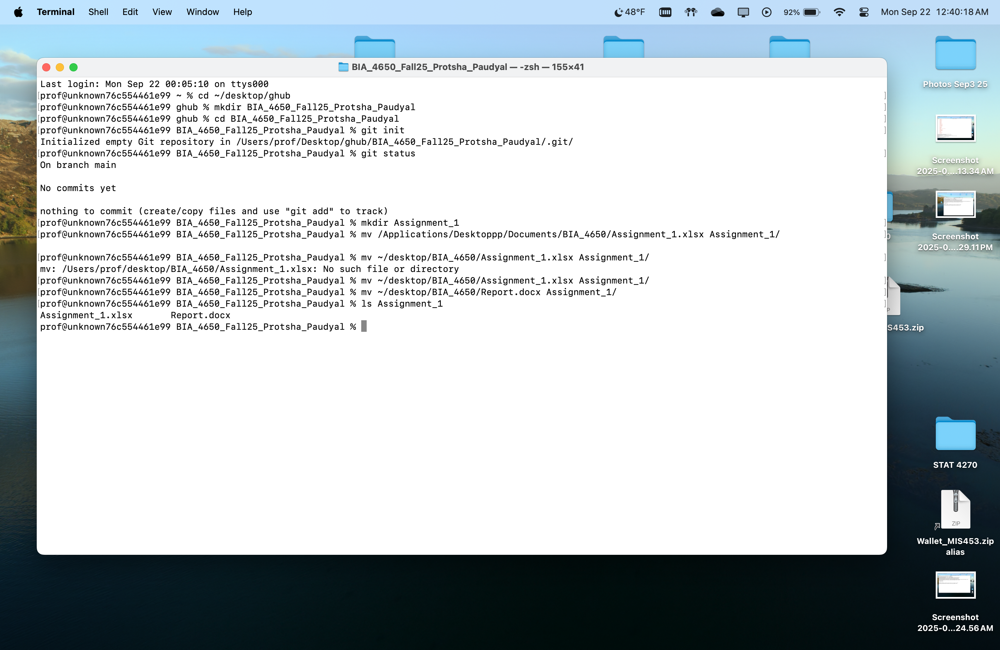 Terminal Shell Edit View Window Help 48°F 92% Mon Sep 22 12:40:18 AM
BIA_4650_Fall25_Protsha_Paudyal — -zsh — 155×41
Last login: Mon Sep 22 00:05:10 on ttys000
[prof@unknown76c554461e99 ~ % cd ~/desktop/ghub ]
[prof@unknown76c554461e99 ghub % mkdir BIA_4650_Fall25_Protsha_Paudyal ]
[prof@unknown76c554461e99 ghub % cd BIA_4650_Fall25_Protsha_Paudyal ]
[prof@unknown76c554461e99 BIA_4650_Fall25_Protsha_Paudyal % git init ]
Initialized empty Git repository in /Users/prof/Desktop/ghub/BIA_4650_Fall25_Protsha_Paudyal/.git/
[prof@unknown76c554461e99 BIA_4650_Fall25_Protsha_Paudyal % git status ]
On branch main
No commits yet
nothing to commit (create/copy files and use "git add" to track)
[prof@unknown76c554461e99 BIA_4650_Fall25_Protsha_Paudyal % mkdir Assignment_1 ]
[prof@unknown76c554461e99 BIA_4650_Fall25_Protsha_Paudyal % mv /Applications/Desktoppp/Documents/BIA_4650/Assignment_1.xlsx Assignment_1/ ]
[prof@unknown76c554461e99 BIA_4650_Fall25_Protsha_Paudyal % mv ~/desktop/BIA_4650/Assignment_1.xlsx Assignment_1/ ]
mv: /Users/prof/desktop/BIA_4650/Assignment_1.xlsx: No such file or directory
[prof@unknown76c554461e99 BIA_4650_Fall25_Protsha_Paudyal % mv ~/desktop/BIA_4650/Assignment_1.xlsx Assignment_1/ ]
[prof@unknown76c554461e99 BIA_4650_Fall25_Protsha_Paudyal % mv ~/desktop/BIA_4650/Report.docx Assignment_1/ ]
[prof@unknown76c554461e99 BIA_4650_Fall25_Protsha_Paudyal % ls Assignment_1 ]
Assignment_1.xlsx Report.docx
prof@unknown76c554461e99 BIA_4650_Fall25_Protsha_Paudyal %
Photos Sep3 25
Screenshot
2025-0....13.34 AM
Screenshot
2025-0....29.11 PM
0
P
S453.zip
STAT 4270
ZIP
Wallet_MIS453.zip
alias
Screenshot
2025-0...24.56 AM